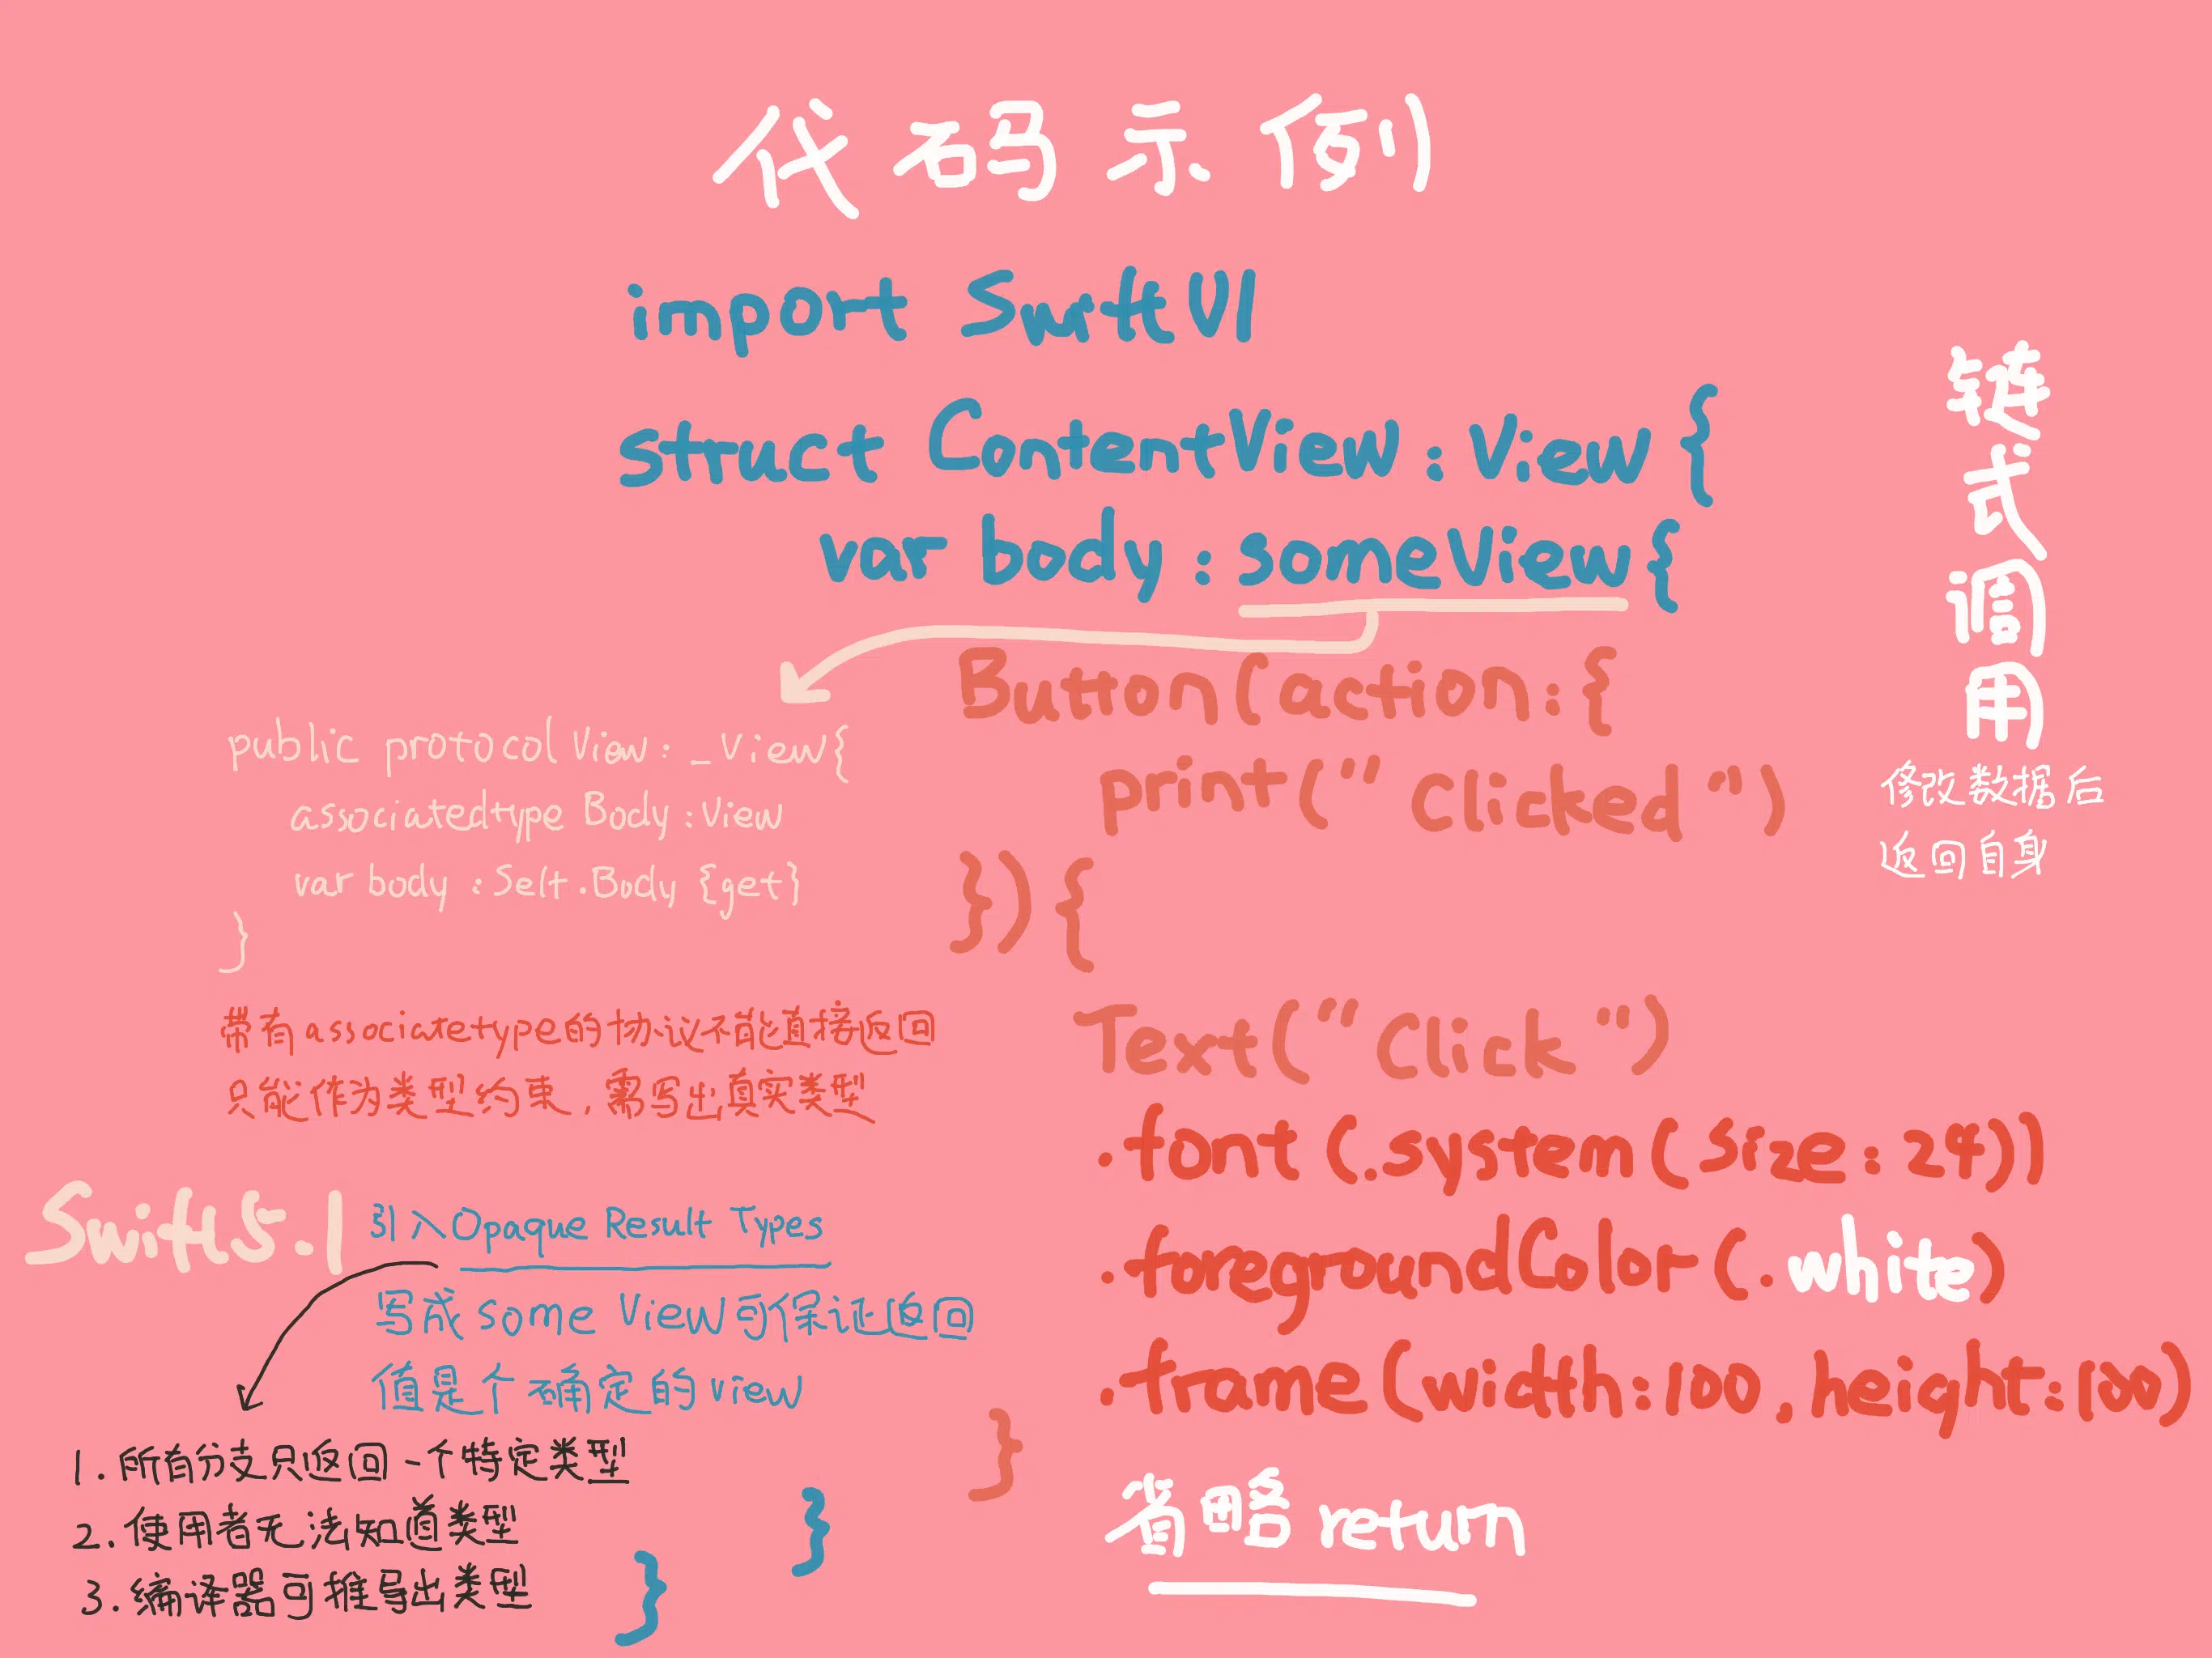 代码示例
import SwiftUI
struct ContentView : View {
var body : someView {
Button (action : {
print ("Clicked")
}) {
Text ("Click")
.font (.system (size : 24))
.foregroundColor (.white)
.frame (width:100, height:100)
}
省略return
}
}
链式调用
修改数据后
返回自身
public protocol View : _View {
associatedtype Body : View
var body : Self.Body {get}
}
带有associatetype的协议不能直接返回
只能作为类型约束,需写出真实类型
Swift5.1
引入Opaque Result Types
写成some View可保证返回
值是个确定的view
1.所有分支只返回一个特定类型
2.使用者无法知道类型
3.编译器可推导出类型